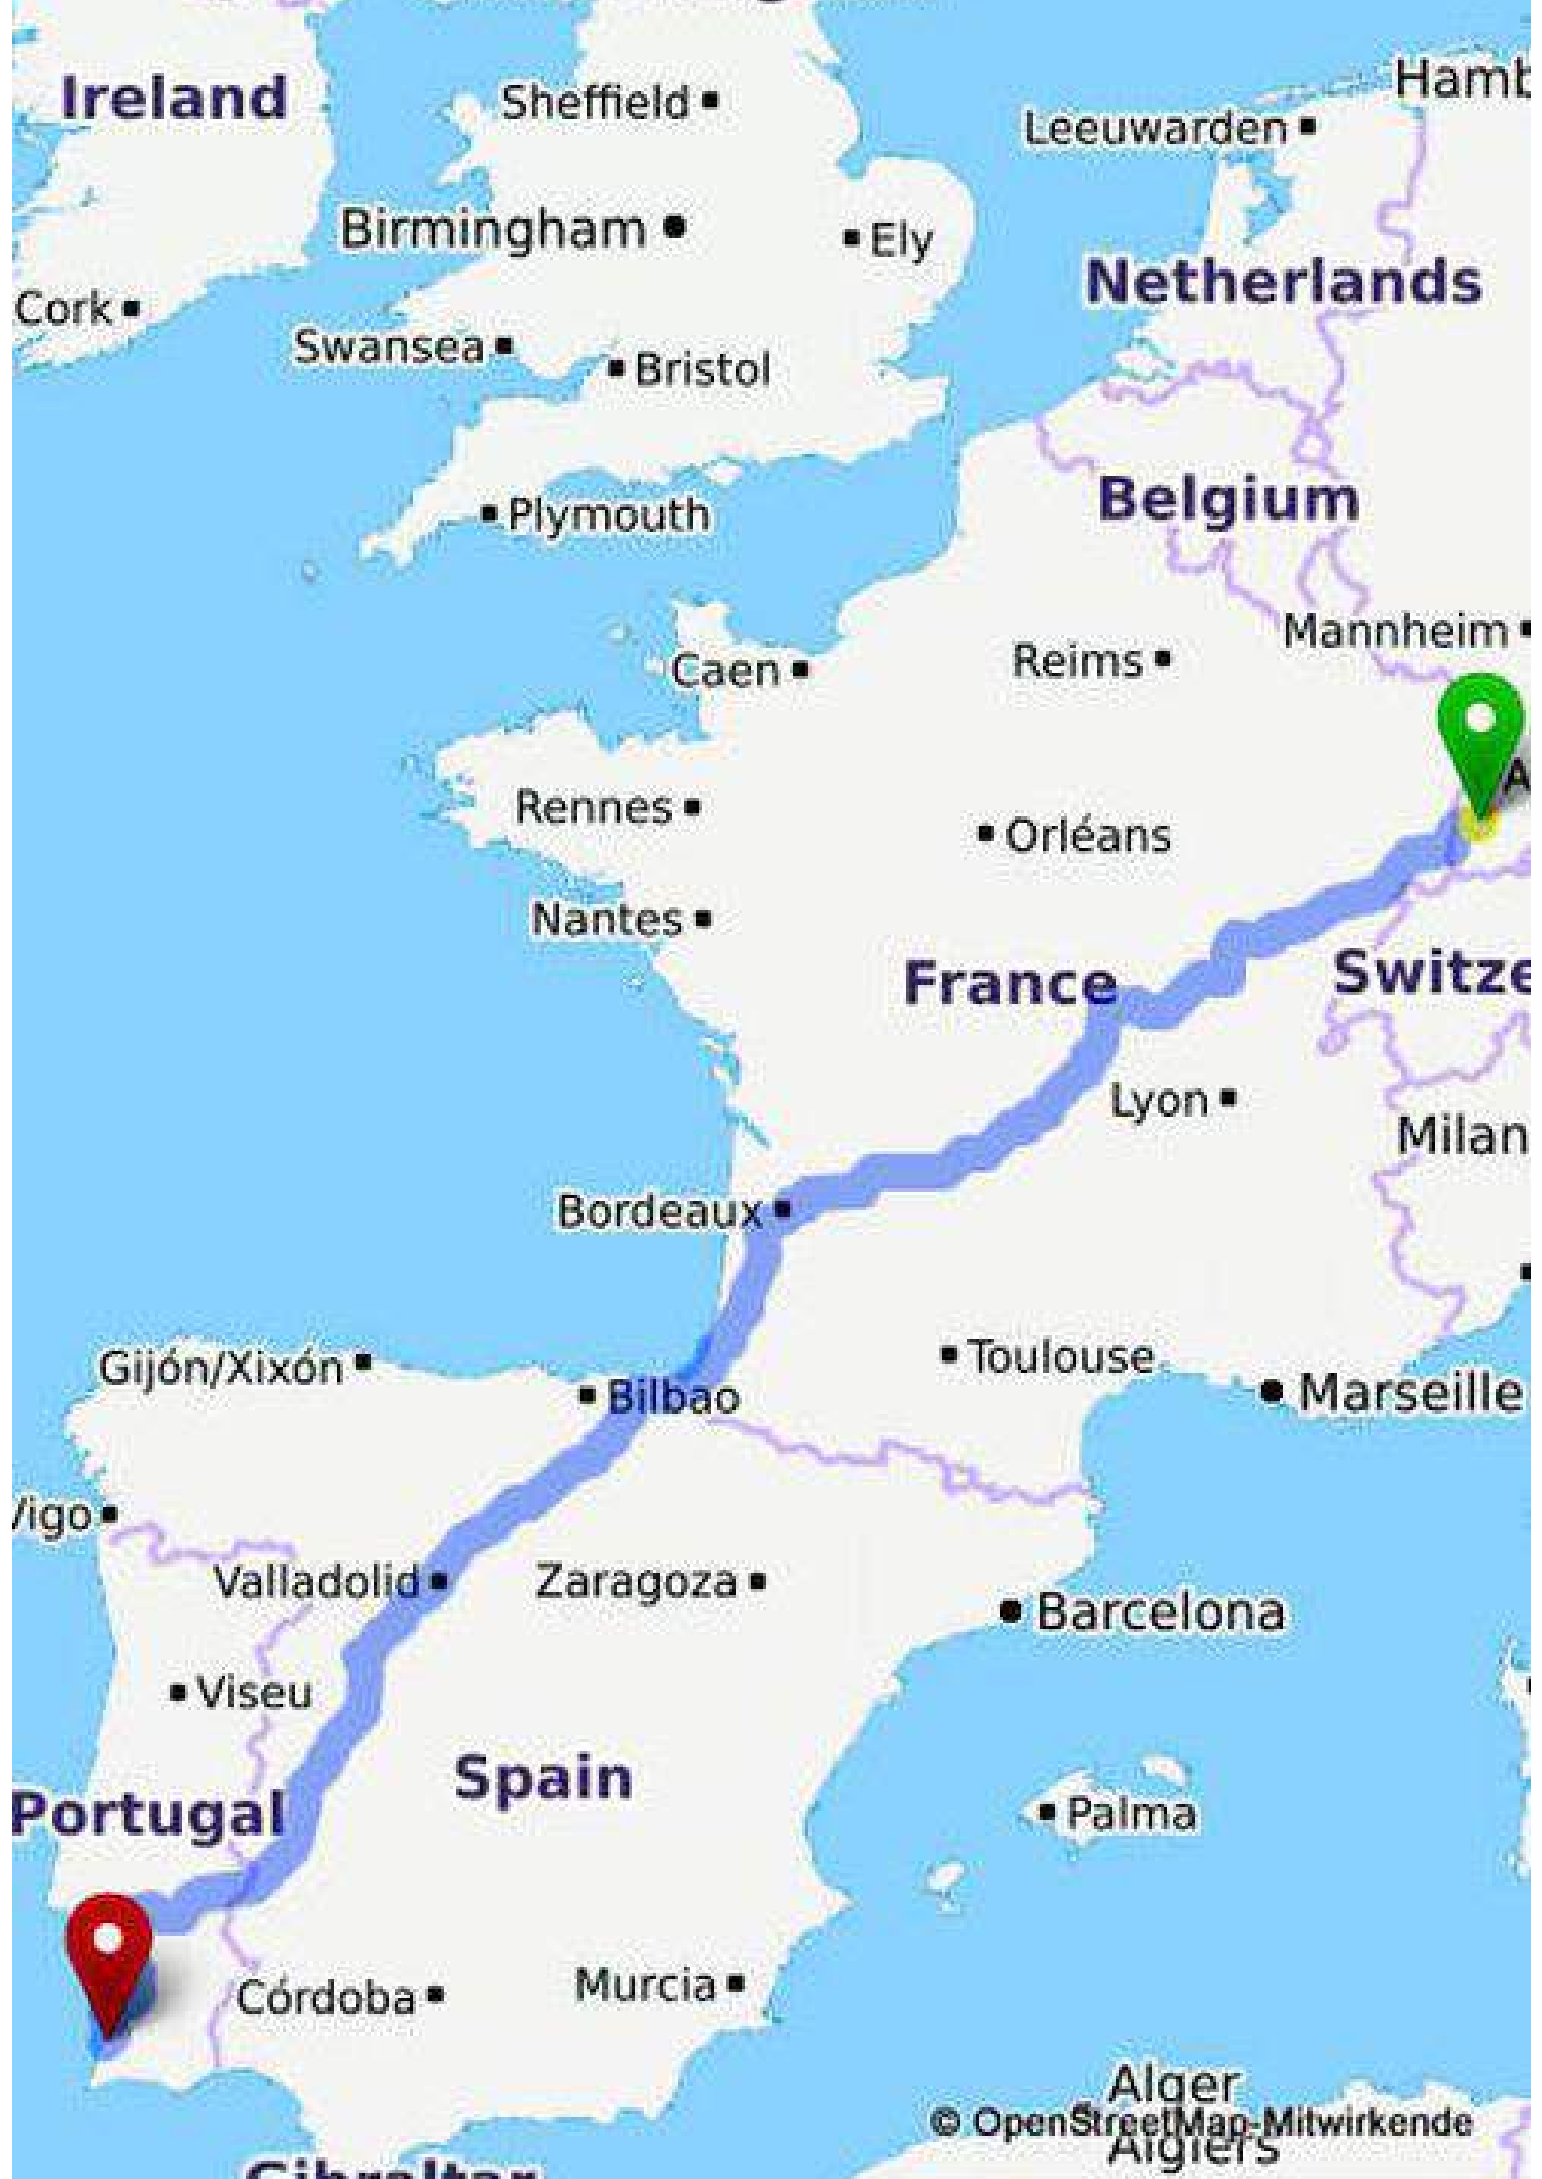 Ireland
Sheffield
Hamb
Leeuwarden
Birmingham
Ely
Netherlands
Cork
Swansea
Bristol
Belgium
Plymouth
Mannheim
Caen
Reims
A
Rennes
Orléans
Nantes
France
Switze
Lyon
Milan
Bordeaux
Gijón/Xixón
Toulouse
Bilbao
Marseille
Vigo
Valladolid
Zaragoza
Barcelona
Viseu
Spain
Portugal
Palma
Córdoba
Murcia
Alger
© OpenStreetMap-Mitwirkende
Algiers
Gibraltar